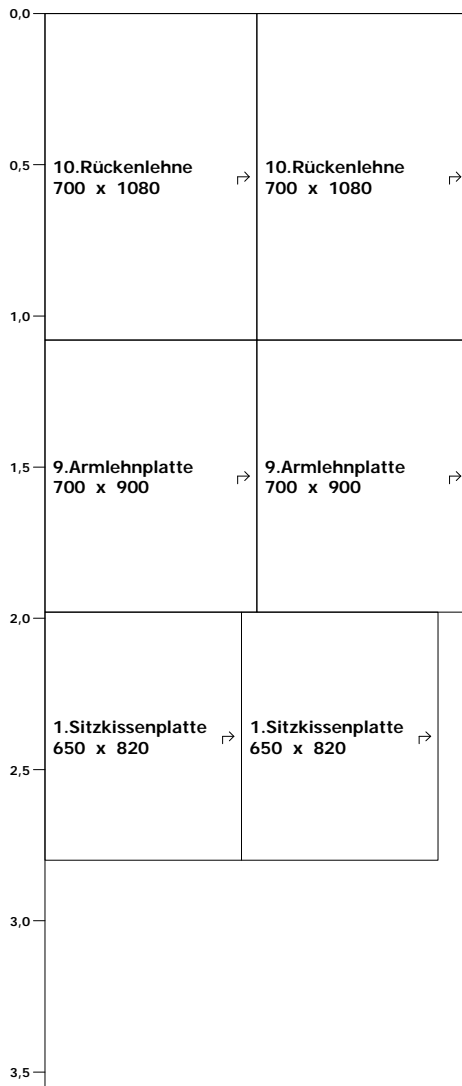 0,0
10.Rückenlehne
700 x 1080
10.Rückenlehne
700 x 1080
0,5
1,0
9.Armlehnplatte
700 x 900
9.Armlehnplatte
700 x 900
1,5
2,0
1.Sitzkissenplatte
650 x 820
1.Sitzkissenplatte
650 x 820
2,5
3,0
3,5